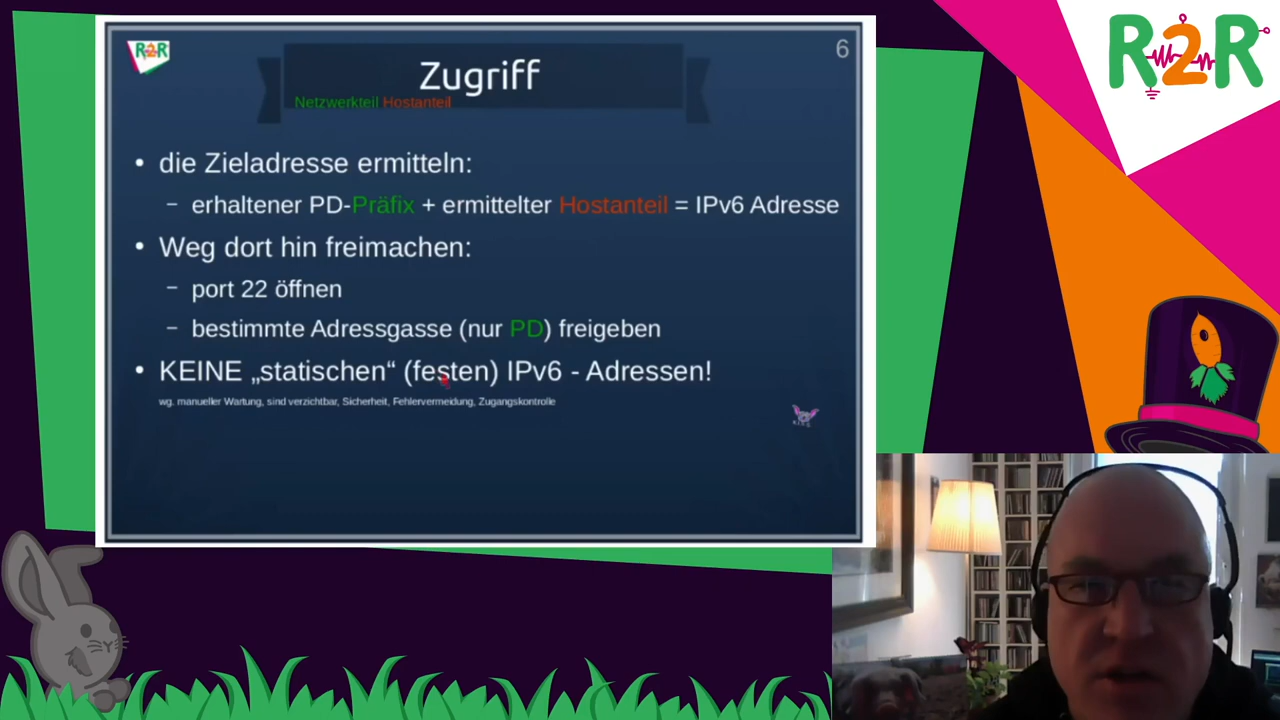 R2R
6
Zugriff
Netzwerkteil Hostanteil
• die Zieladresse ermitteln:
– erhaltener PD-Präfix + ermittelter Hostanteil = IPv6 Adresse
• Weg dort hin freimachen:
– port 22 öffnen
– bestimmte Adressgasse (nur PD) freigeben
• KEINE „statischen“ (festen) IPv6 - Adressen!
wg. manueller Wartung, sind verzichtbar, Sicherheit, Fehlervermeidung, Zugangskontrolle
R2R